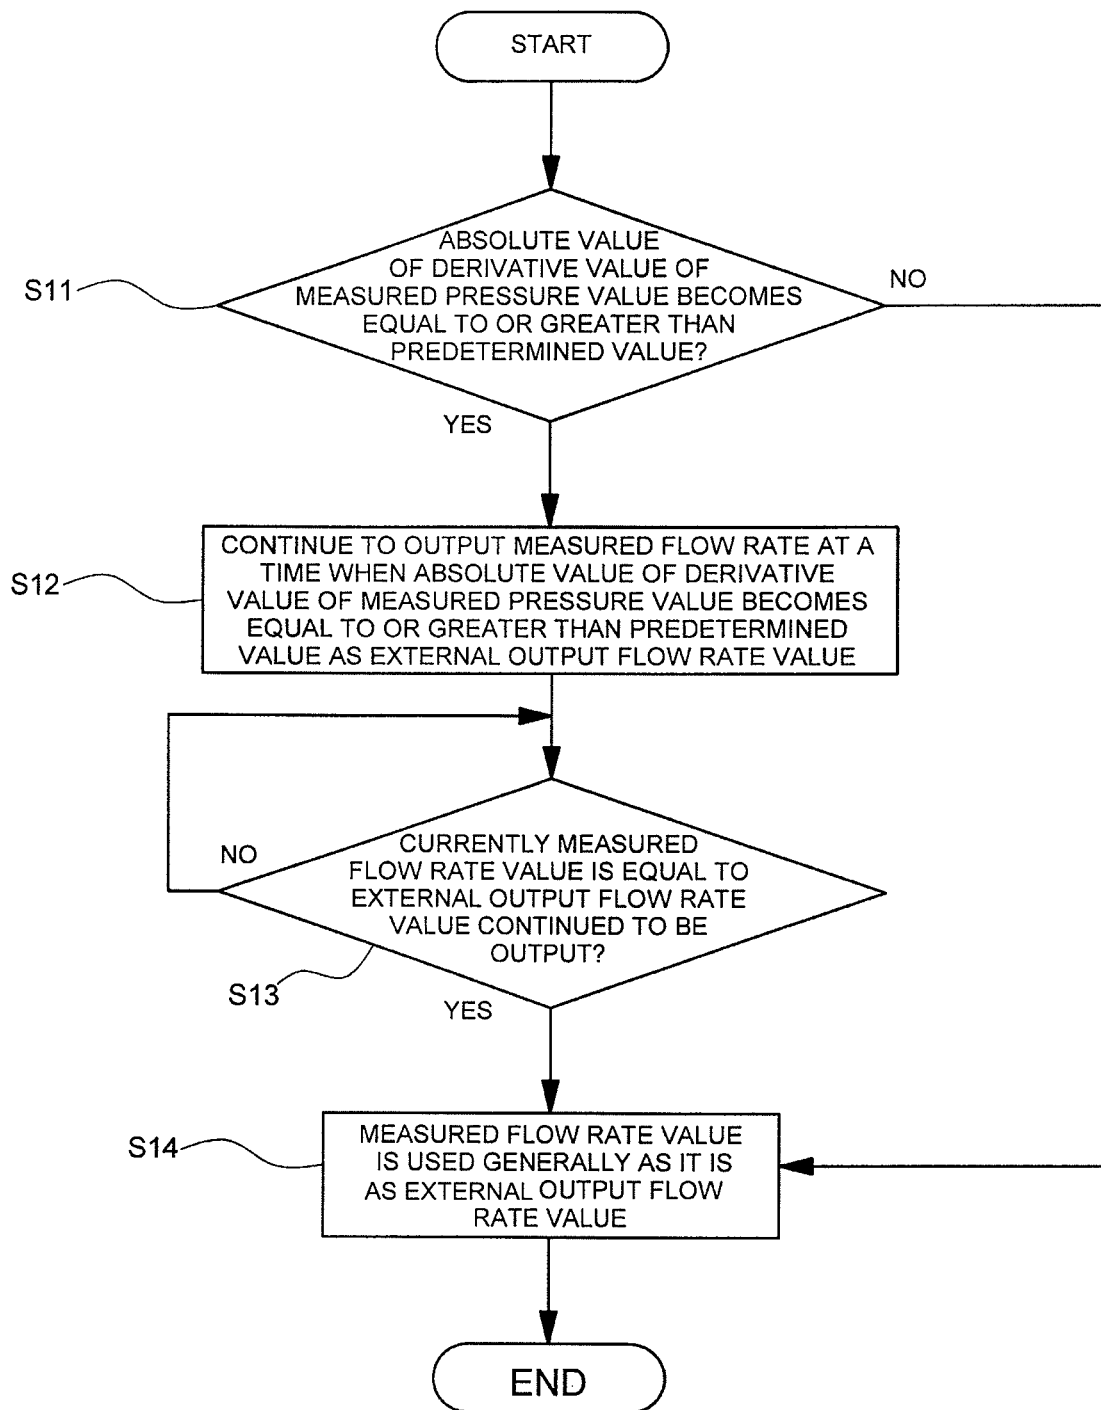 START
ABSOLUTE VALUE
OF DERIVATIVE VALUE OF
MEASURED PRESSURE VALUE BECOMES
EQUAL TO OR GREATER THAN
PREDETERMINED VALUE?
S11
NO
YES
CONTINUE TO OUTPUT MEASURED FLOW RATE AT A
TIME WHEN ABSOLUTE VALUE OF DERIVATIVE
VALUE OF MEASURED PRESSURE VALUE BECOMES
EQUAL TO OR GREATER THAN PREDETERMINED
VALUE AS EXTERNAL OUTPUT FLOW RATE VALUE
S12
CURRENTLY MEASURED
FLOW RATE VALUE IS EQUAL TO
EXTERNAL OUTPUT FLOW RATE
VALUE CONTINUED TO BE
OUTPUT?
NO
S13
YES
MEASURED FLOW RATE VALUE
IS USED GENERALLY AS IT IS
AS EXTERNAL OUTPUT FLOW
RATE VALUE
S14
END